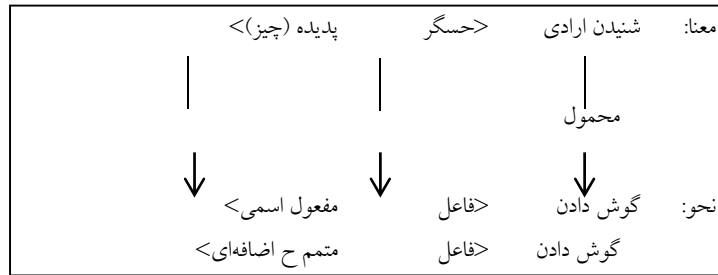 معنا: شنیدن ارادی <حسگر پدیده (چیز)>
محمول
نحو: گوش دادن <فاعل مفعول اسمی>
گوش دادن <فاعل متمم ح اضافه‌ای>